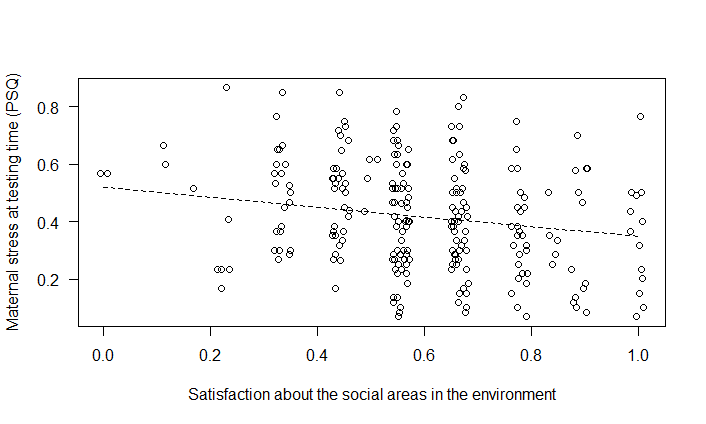 Maternal stress at testing time (PSQ)
0.8
0.6
0.4
0.2
0.0 0.2 0.4 0.6 0.8 1.0
Satisfaction about the social areas in the environment